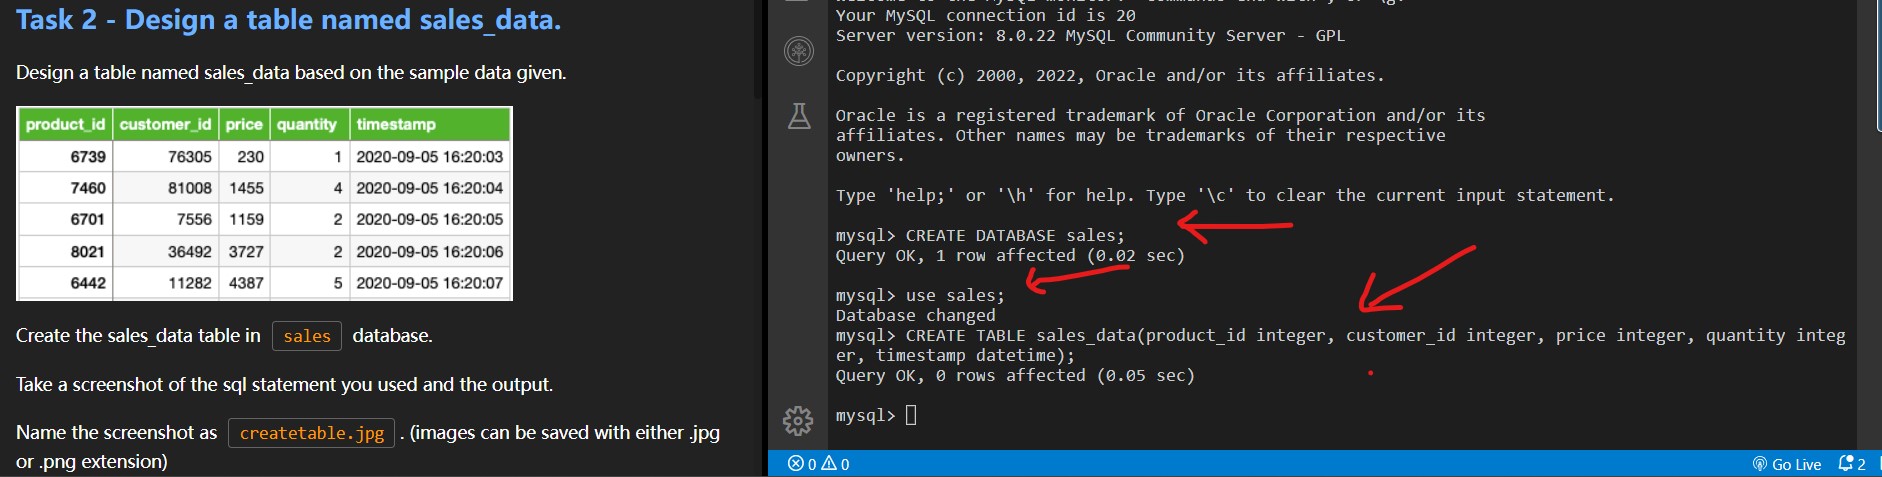 Task 2 - Design a table named sales_data.
Design a table named sales_data based on the sample data given.
product_id customer_id price quantity timestamp
6739 76305 230 1 2020-09-05 16:20:03
7460 81008 1455 4 2020-09-05 16:20:04
6701 7556 1159 2 2020-09-05 16:20:05
8021 36492 3727 2 2020-09-05 16:20:06
6442 11282 4387 5 2020-09-05 16:20:07
Create the sales_data table in sales database.
Take a screenshot of the sql statement you used and the output.
Name the screenshot as createtable.jpg . (images can be saved with either .jpg
or .png extension)
Your MySQL connection id is 20
Server version: 8.0.22 MySQL Community Server - GPL
Copyright (c) 2000, 2022, Oracle and/or its affiliates.
Oracle is a registered trademark of Oracle Corporation and/or its
affiliates. Other names may be trademarks of their respective
owners.
Type 'help;' or '\h' for help. Type '\c' to clear the current input statement.
mysql> CREATE DATABASE sales;
Query OK, 1 row affected (0.02 sec)
mysql> use sales;
Database changed
mysql> CREATE TABLE sales_data(product_id integer, customer_id integer, price integer, quantity integ
er, timestamp datetime);
Query OK, 0 rows affected (0.05 sec)
mysql>
0 0
Go Live 2